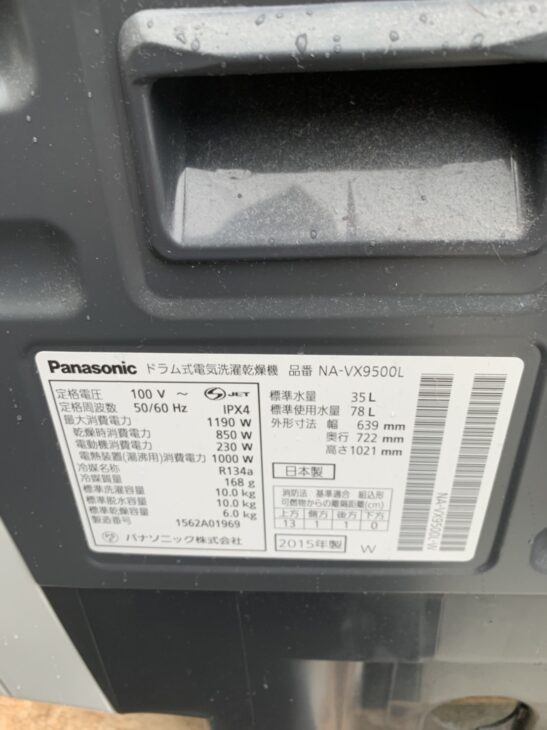 Panasonic ドラム式電気洗濯乾燥機 品番 NA-VX9500L
定格電圧 100 V ～ JET
定格周波数 50/60 Hz IPX4
最大消費電力 1190 W
乾燥時消費電力 850 W
電動機消費電力 230 W
電熱装置(湯沸用)消費電力 1000 W
冷媒名称 R134a
冷媒質量 168 g
標準洗濯容量 10.0 kg
標準脱水容量 10.0 kg
標準乾燥容量 6.0 kg
製造番号 1562A01969
パナソニック株式会社
標準水量 35 L
標準使用水量 78 L
外形寸法 幅 639 mm
奥行 722 mm
高さ1021 mm
日本製
消防法 基準適合 組込形
可燃物からの離隔距離(cm)
上方 側方 後方 下方
13 1 1 0
2015年製 W
NA-VX9500L-W